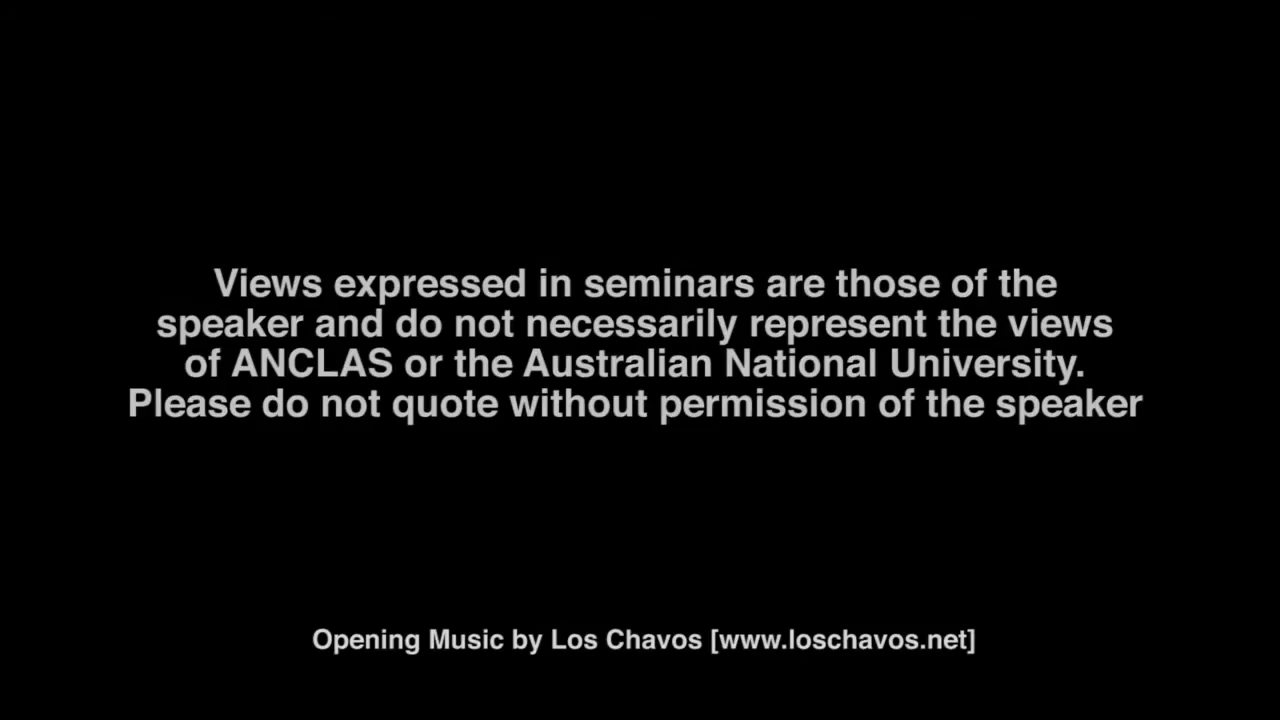 Views expressed in seminars are those of the
speaker and do not necessarily represent the views
of ANCLAS or the Australian National University.
Please do not quote without permission of the speaker
Opening Music by Los Chavos [www.loschavos.net]